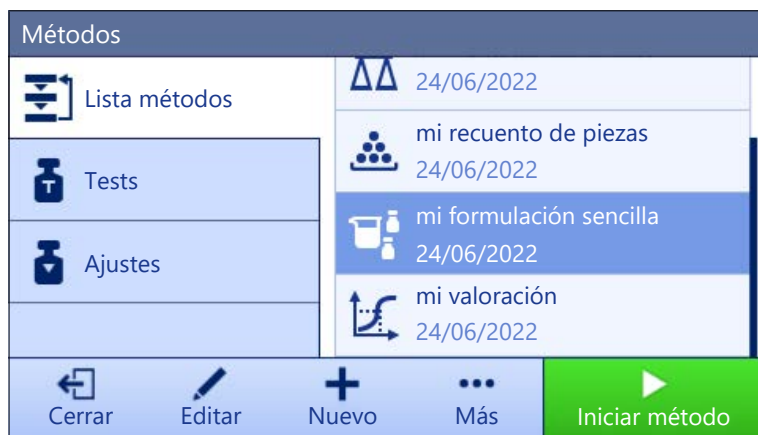 Métodos
Lista métodos
Tests
Ajustes
24/06/2022
mi recuento de piezas
24/06/2022
mi formulación sencilla
24/06/2022
mi valoración
24/06/2022
Cerrar
Editar
Nuevo
Más
Iniciar método